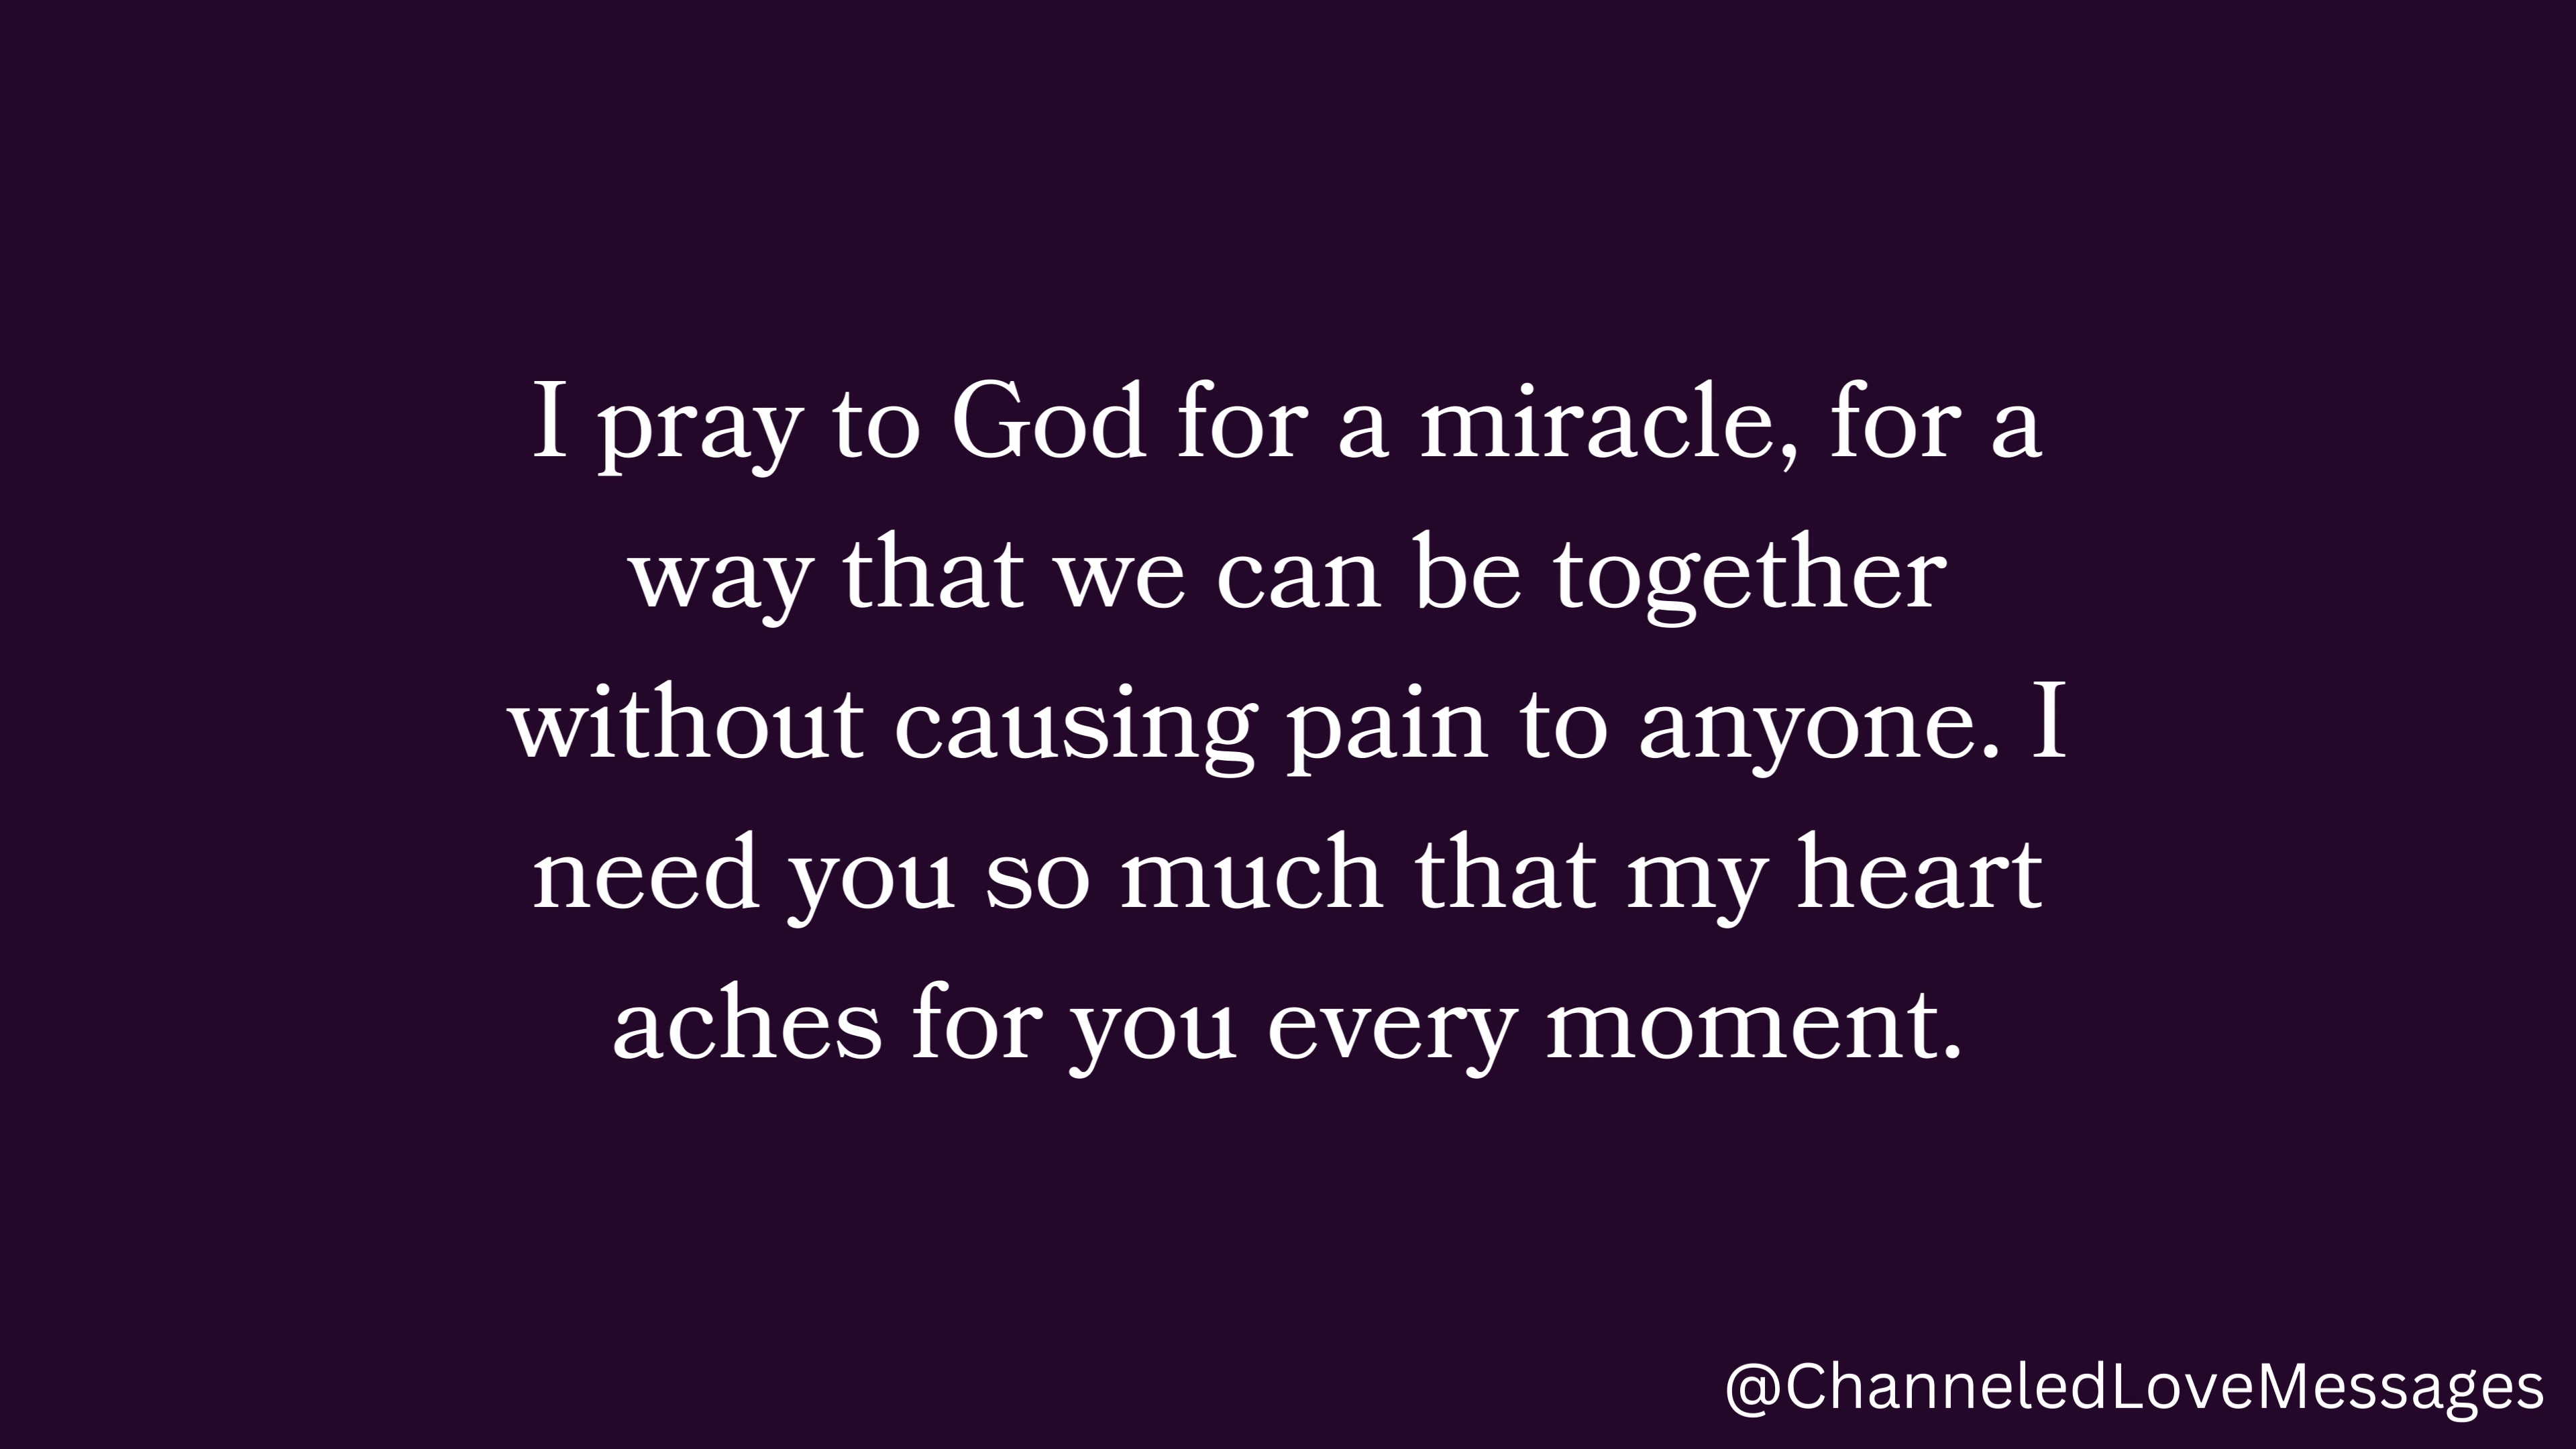 I pray to God for a miracle, for a
way that we can be together
without causing pain to anyone. I
need you so much that my heart
aches for you every moment.
@ChanneledLoveMessages